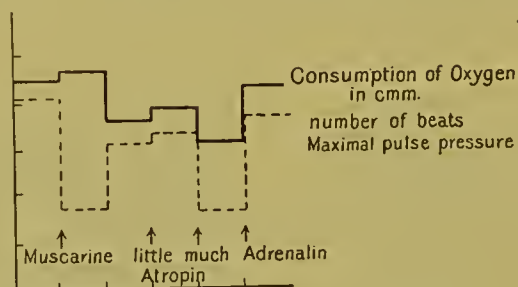 Consumption of Oxygen
in cmm.
number of beats
Maximal pulse pressure
Muscarine little much Adrenalin
Atropin